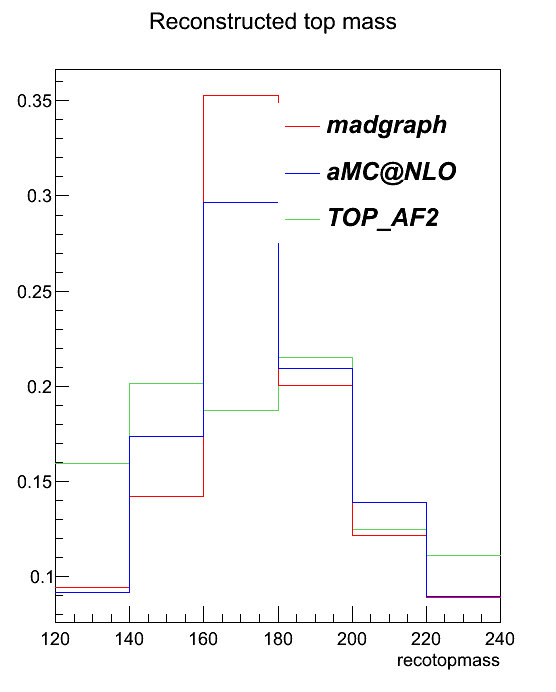 Reconstructed top mass
0.35
0.3
0.25
0.2
0.15
0.1
madgraph
aMC@NLO
TOP_AF2
120 140 160 180 200 220 240
recotopmass